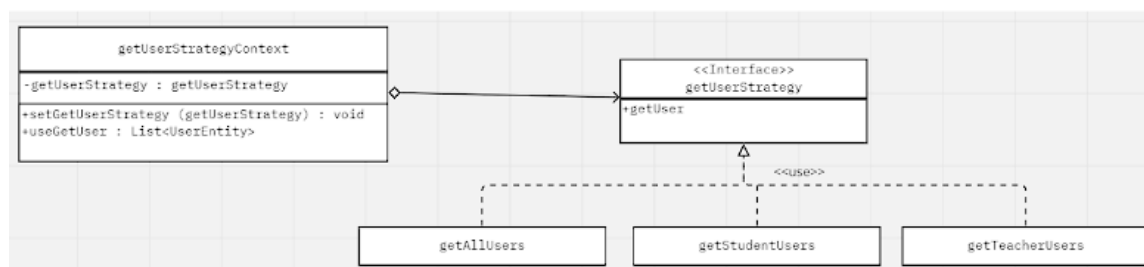 getUserStrategyContext
-getUserStrategy : getUserStrategy
+setGetUserStrategy (getUserStrategy) : void
+useGetUser : List<UserEntity>
<<Interface>>
getUserStrategy
+getUser
<<use>>
getAllUsers
getStudentUsers
getTeacherUsers